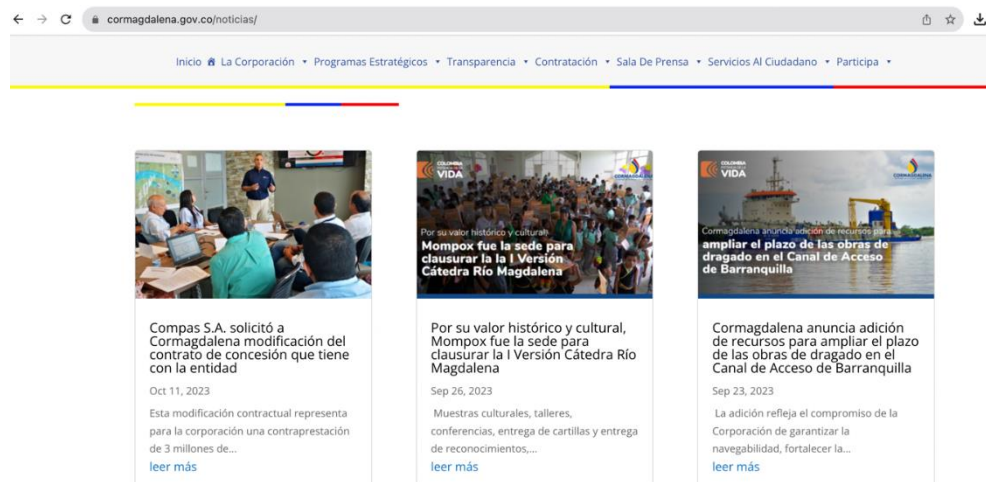 cormagdalena.gov.co/noticias/
Inicio La Corporación Programas Estratégicos Transparencia Contratación Sala De Prensa Servicios Al Ciudadano Participa
COLOMBIA
VIDA
CORMAGDALENA
Por su valor histórico y cultural,
Mompox fue la sede para
clausurar la la I Versión
Cátedra Río Magdalena
COLOMBIA
VIDA
CORMAGDALENA
Cormagdalena anuncia adición de recursos para
ampliar el plazo de las obras de
dragado en el Canal de Acceso
de Barranquilla
Compas S.A. solicitó a
Cormagdalena modificación del
contrato de concesión que tiene
con la entidad
Oct 11, 2023
Esta modificación contractual representa
para la corporación una contraprestación
de 3 millones de...
leer más
Por su valor histórico y cultural,
Mompox fue la sede para
clausurar la I Versión Cátedra Río
Magdalena
Sep 26, 2023
Muestras culturales, talleres,
conferencias, entrega de cartillas y entrega
de reconocimientos,...
leer más
Cormagdalena anuncia adición
de recursos para ampliar el plazo
de las obras de dragado en el
Canal de Acceso de Barranquilla
Sep 23, 2023
La adición refleja el compromiso de la
Corporación de garantizar la
navegabilidad, fortalecer la...
leer más